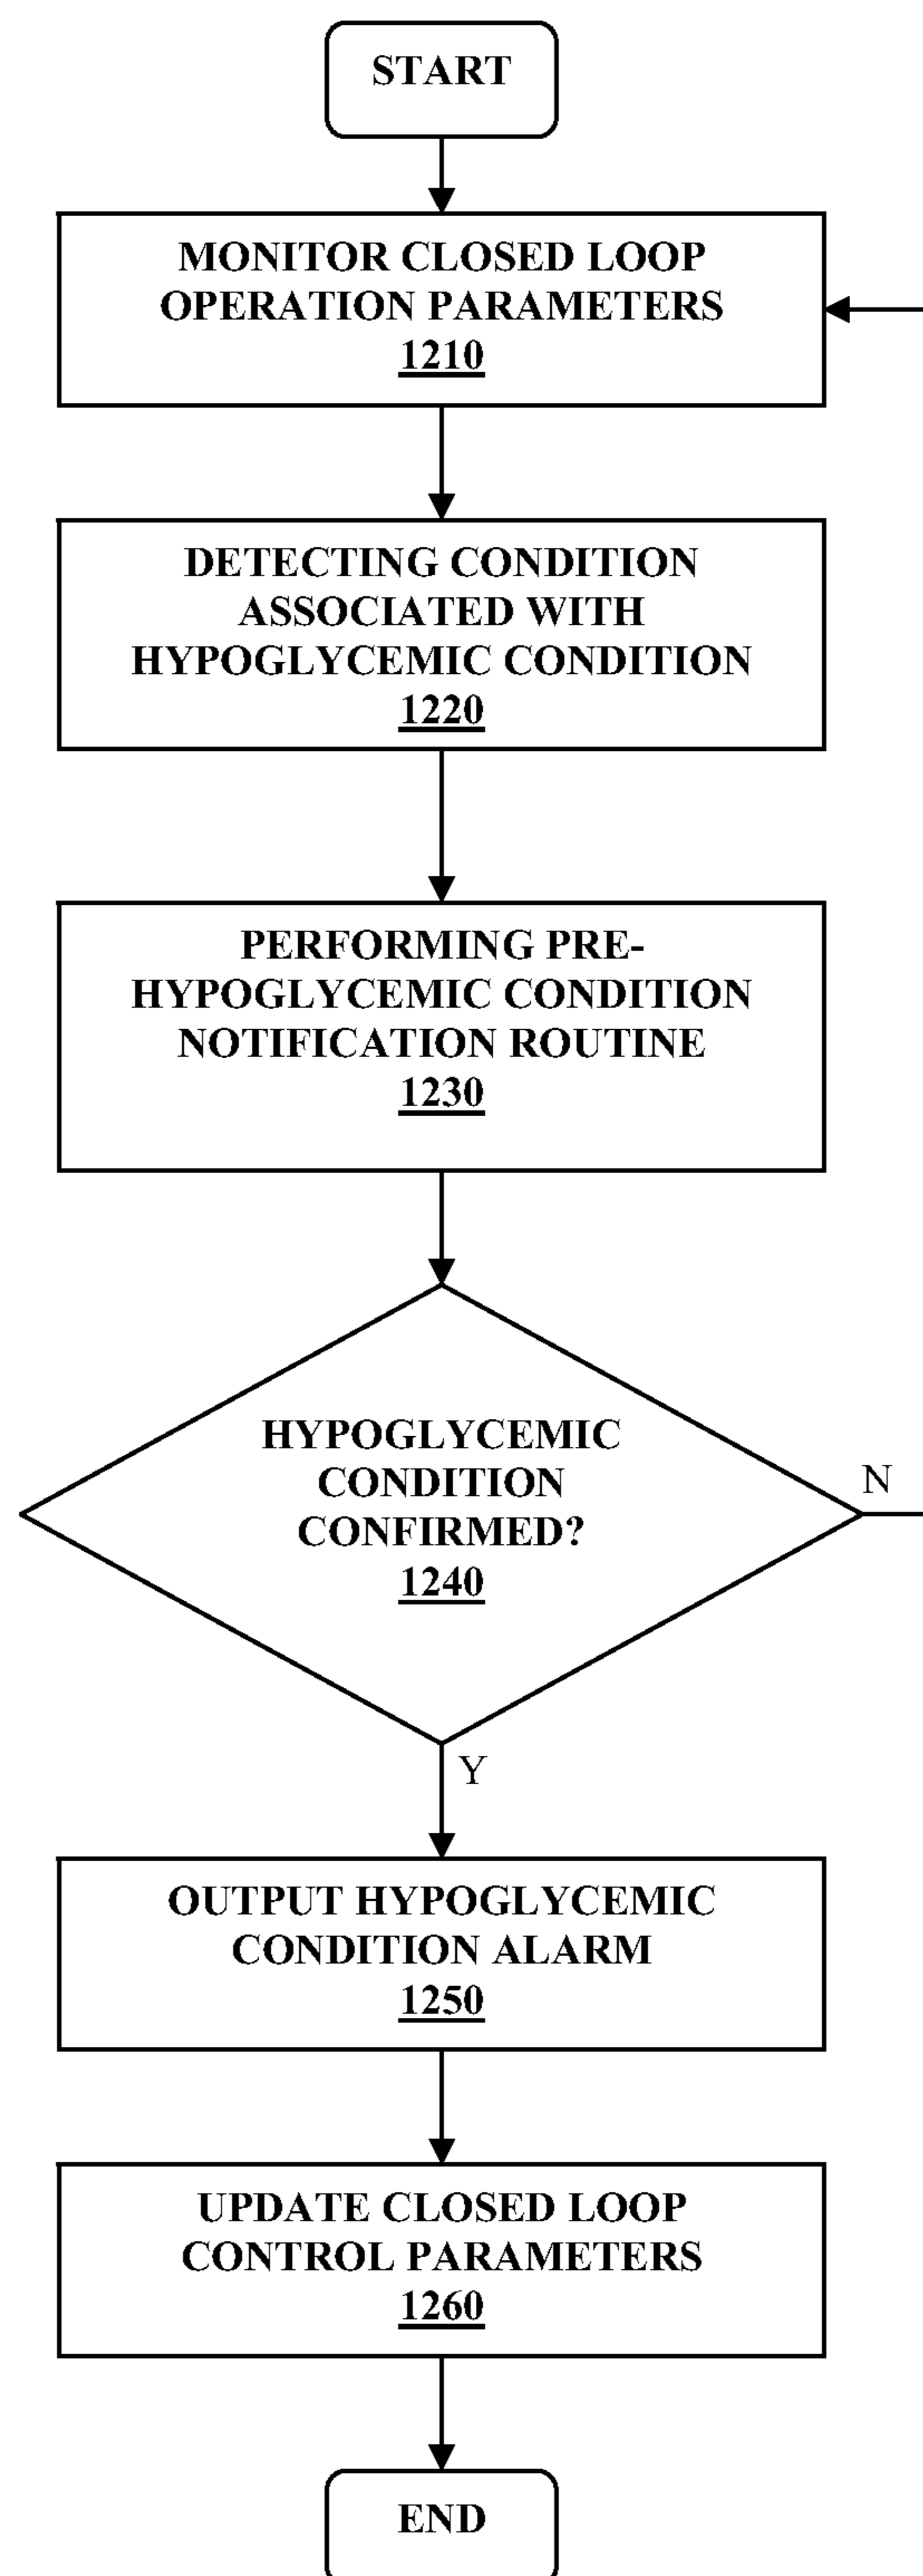 START
MONITOR CLOSED LOOP
OPERATION PARAMETERS
1210
DETECTING CONDITION
ASSOCIATED WITH
HYPOGLYCEMIC CONDITION
1220
PERFORMING PRE-
HYPOGLYCEMIC CONDITION
NOTIFICATION ROUTINE
1230
HYPOGLYCEMIC
CONDITION
CONFIRMED?
1240
N
Y
OUTPUT HYPOGLYCEMIC
CONDITION ALARM
1250
UPDATE CLOSED LOOP
CONTROL PARAMETERS
1260
END